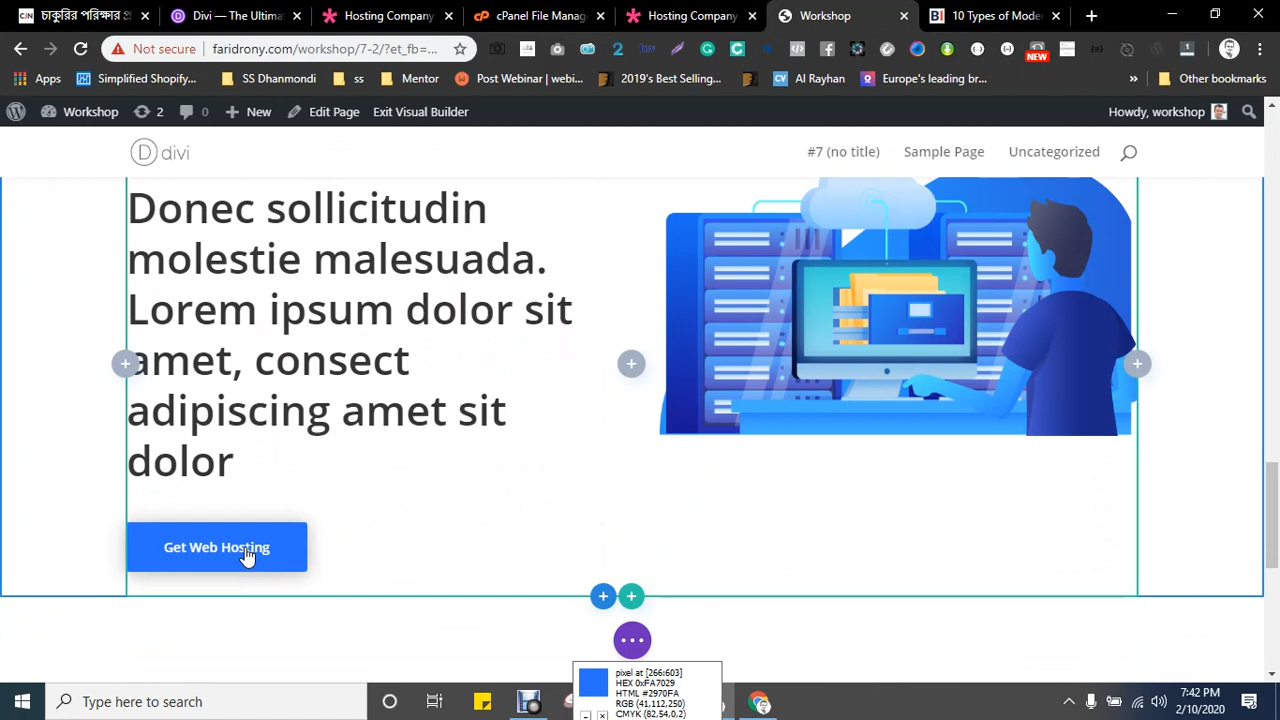 চাকুরির পরিক্ষার
Divi — The Ultima
Hosting Company
cPanel File Manag
Hosting Company
Workshop
10 Types of Moder
Not secure
faridrony.com/workshop/7-2/?et_fb=...
NEW
Apps
Simplified Shopify...
SS Dhanmondi
ss
Mentor
Post Webinar | webi...
2019's Best Selling...
Al Rayhan
Europe's leading br...
»
Other bookmarks
Workshop
2
0
New
Edit Page
Exit Visual Builder
Howdy, workshop
D divi
#7 (no title)
Sample Page
Uncategorized
Donec sollicitudin
molestie malesuada.
Lorem ipsum dolor sit
amet, consect
adipiscing amet sit
dolor
Get Web Hosting
pixel at [266:603]
HEX 0xFA7029
HTML #2970FA
RGB (41,112,250)
CMYK (82,54,0,2)
Type here to search
7:42 PM
2/10/2020